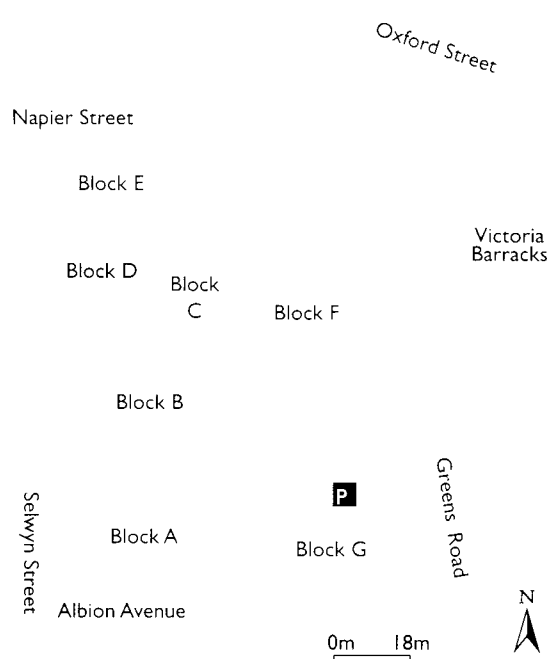 Oxford Street
Napier Street
Block E
Victoria
Barracks
Block D
Block
C
Block F
Block B
Greens Road
P
Selwyn Street
Block A
Block G
Albion Avenue
N
0m 18m